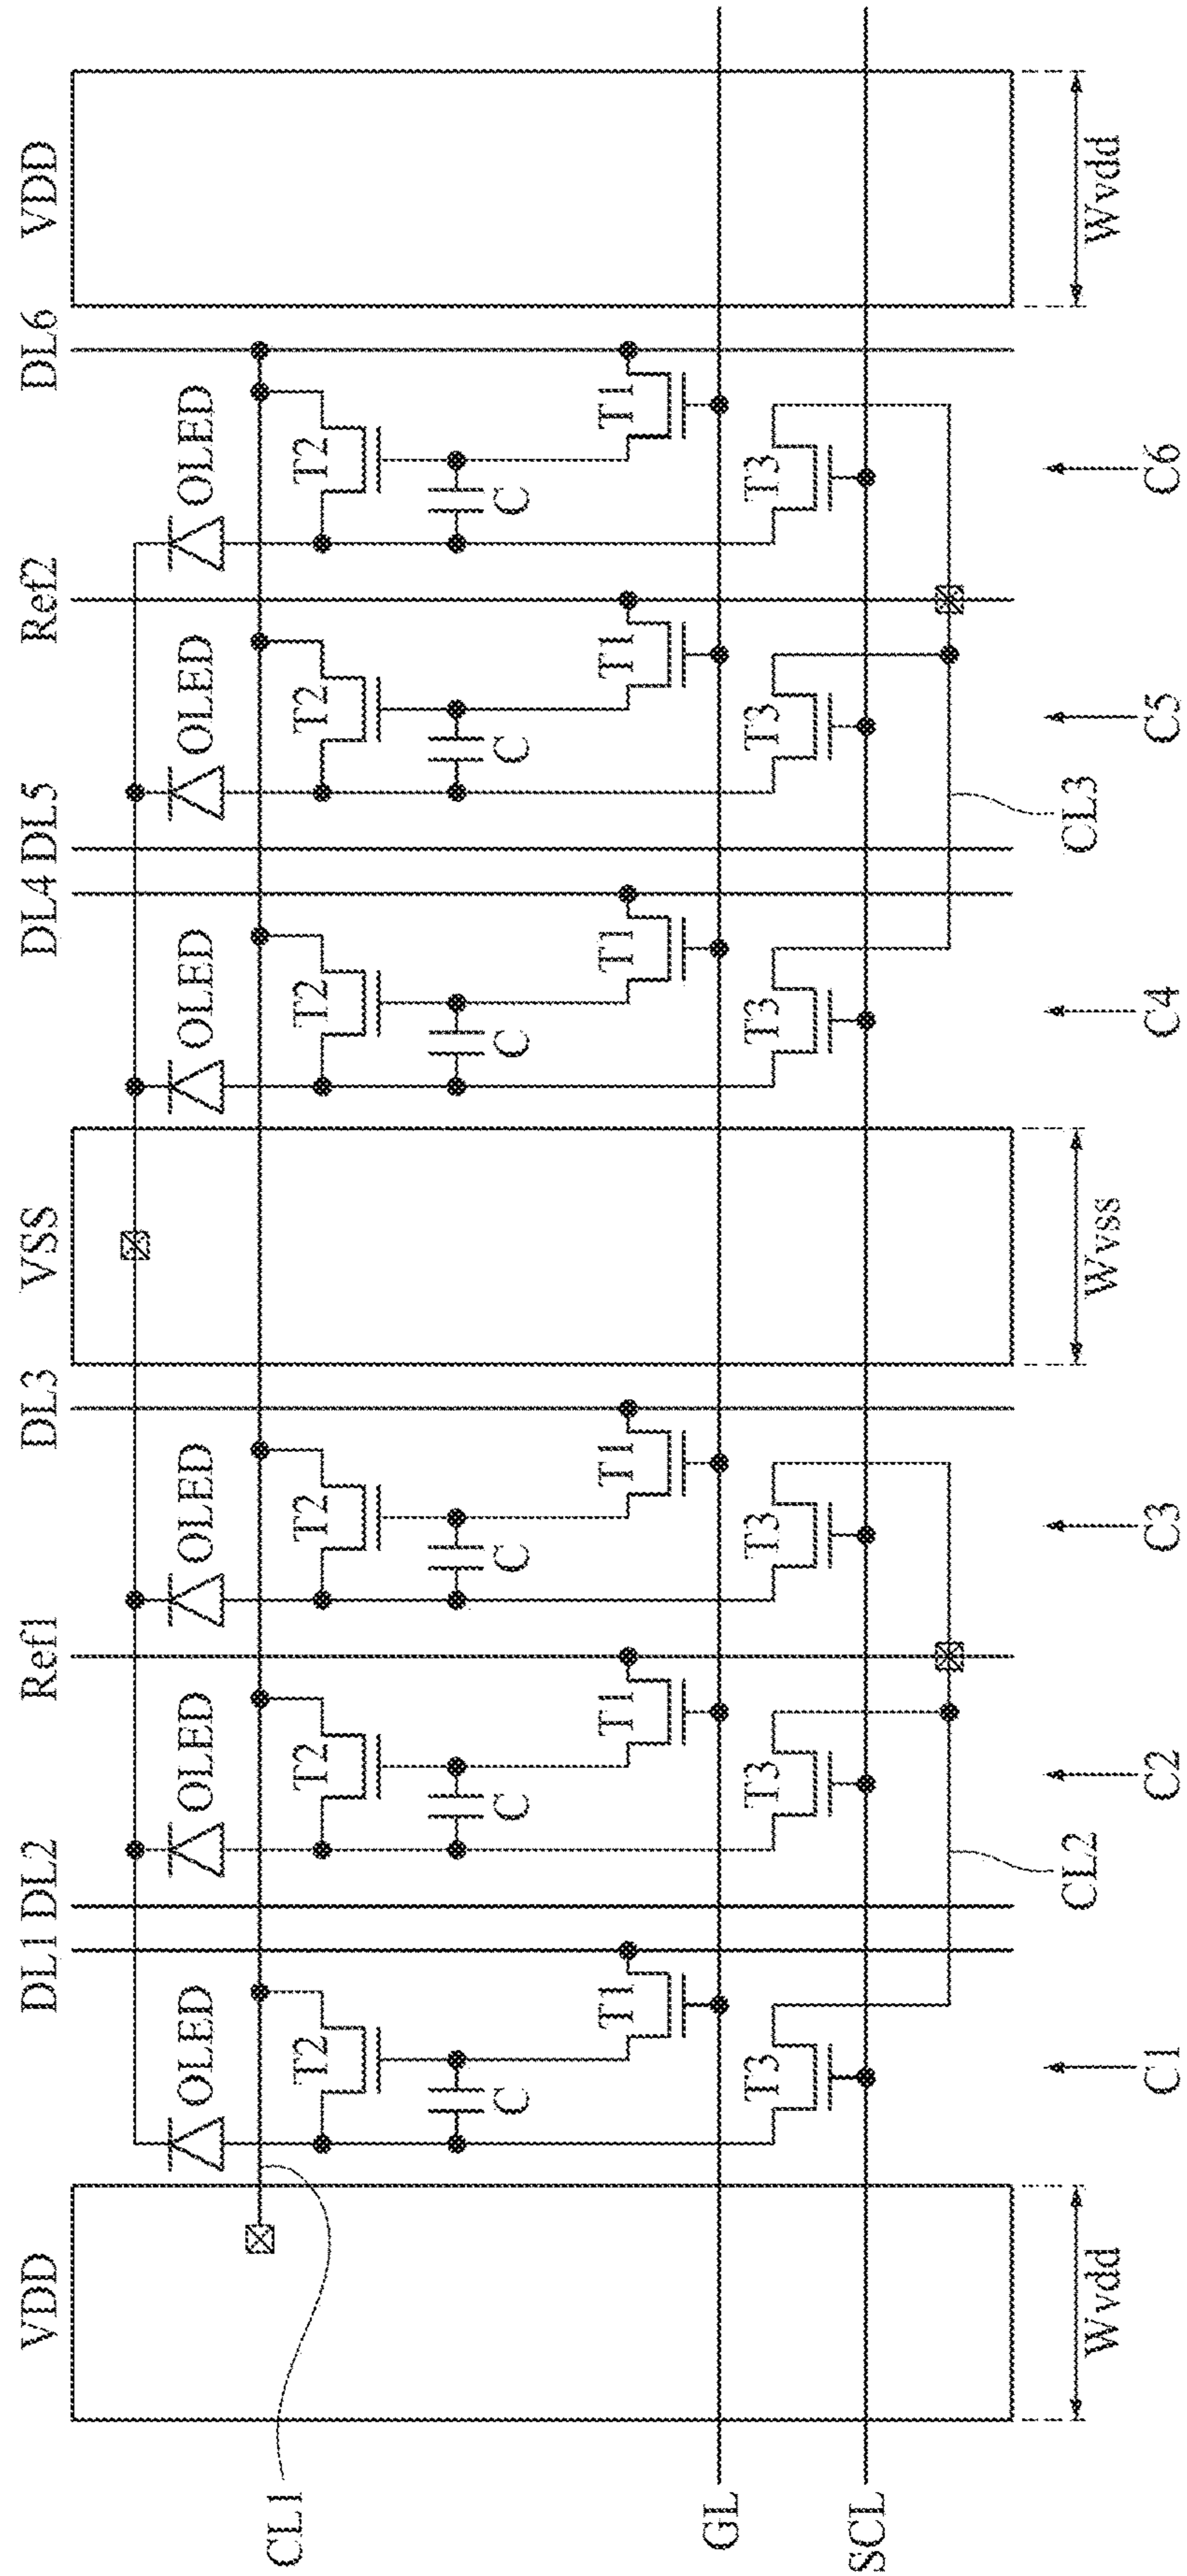 VDD DL1 DL2 Ref1 DL3 VSS DL4 DL5 Ref2 DL6 VDD
OLED OLED OLED OLED OLED OLED
CL1
T2 T2 T2 T2 T2 T2
C C C C C C
T1 T1 T1 T1 T1 T1
GL
T3 T3 T3 T3 T3 T3
SCL
CL2 CL3
Wvdd Wvss Wvdd
C1 C2 C3 C4 C5 C6